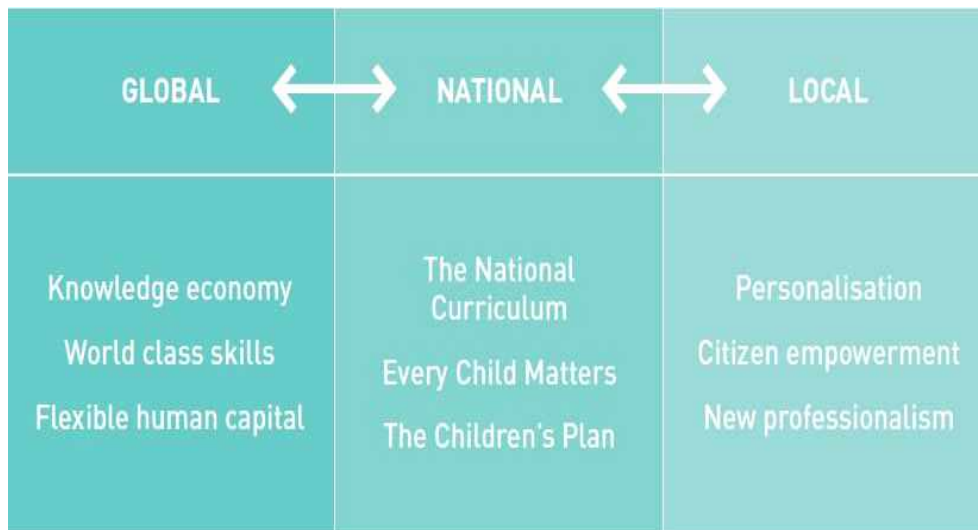 GLOBAL
NATIONAL
LOCAL
Knowledge economy
World class skills
Flexible human capital
The National
Curriculum
Every Child Matters
The Children's Plan
Personalisation
Citizen empowerment
New professionalism